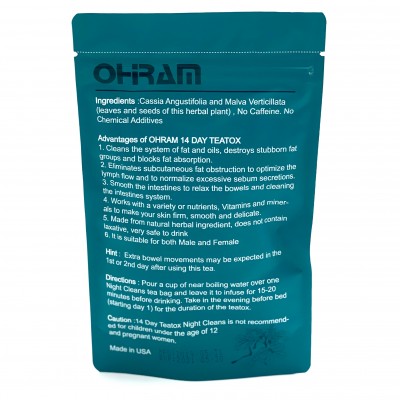 OHRAM
Ingredients :Cassia Angustifolia and Malva Verticillata
(leaves and seeds of this herbal plant) , No Caffeine. No
Chemical Additives
Advantages of OHRAM 14 DAY TEATOX
1. Cleans the system of fat and oils, destroys stubborn fat
groups and blocks fat absorption.
2. Eliminates subcutaneous fat obstruction to optimize the
lymph flow and to normalize excessive sebum secretions.
3. Smooth the intestines to relax the bowels and cleaning
the intestines system.
4. Works with a variety or nutrients, Vitamins and miner-
als to make your skin firm, smooth and delicate.
5. Made from natural herbal ingredient, does not contain
laxative, very safe to drink
6. It is suitable for both Male and Female
Hint : Extra bowel movements may be expected in the
1st or 2nd day after using this tea.
Directions : Pour a cup of near boiling water over one
Night Cleans tea bag and leave it to infuse for 15-20
minutes before drinking. Take in the evening before bed
(starting day 1) for the duration of the teatox.
Caution :14 Day Teatox Night Cleans is not recommend-
ed for children under the age of 12
and pregnant women.
Made in USA